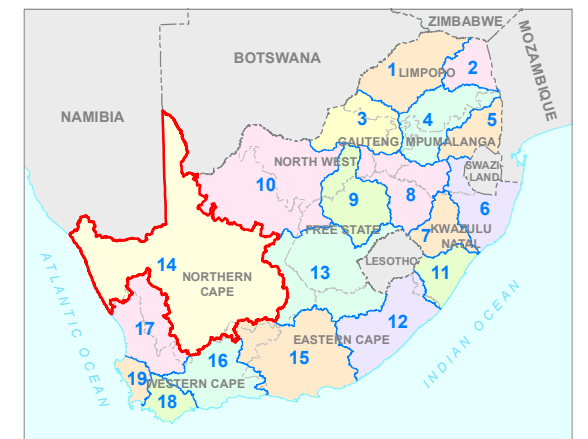 ZIMBABWE
MOZAMBIQUE
BOTSWANA
1
2
LIMPOPO
NAMIBIA
3
4
5
GAUTENG
MPUMALANGA
NORTH WEST
SWAZI-
LAND
10
9
8
6
FREE STATE
7
KWAZULU
NATAL
14
13
LESOTHO
11
NORTHERN
CAPE
ATLANTIC OCEAN
INDIAN OCEAN
17
12
EASTERN CAPE
16
15
19
WESTERN CAPE
18